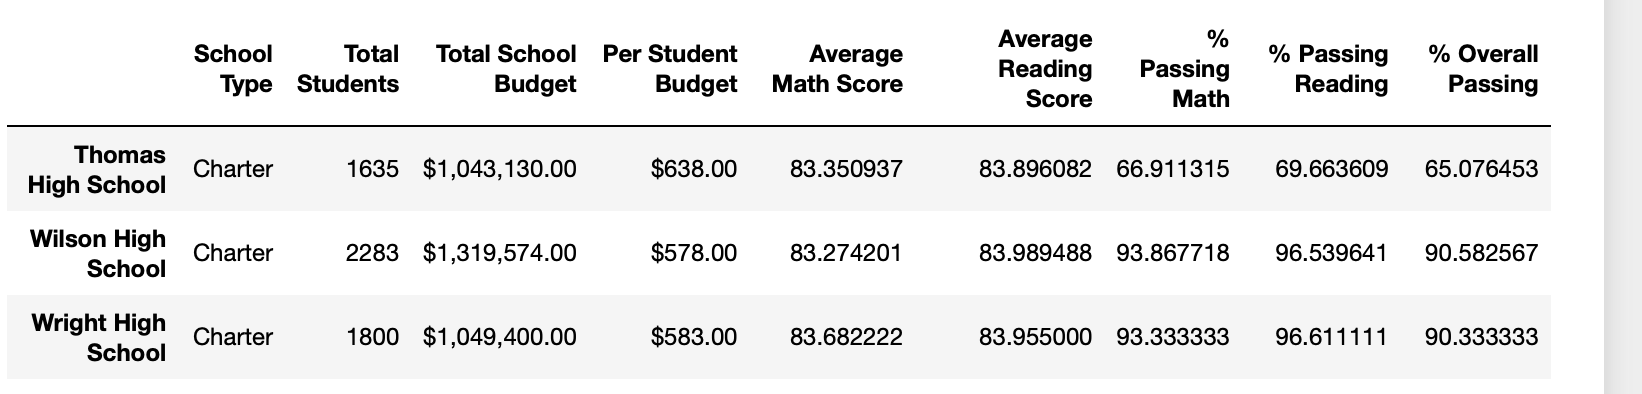 School Type Total Students Total School Budget Per Student Budget Average Math Score Average Reading Score % Passing Math % Passing Reading % Overall Passing
Thomas High School Charter 1635 $1,043,130.00 $638.00 83.350937 83.896082 66.911315 69.663609 65.076453
Wilson High School Charter 2283 $1,319,574.00 $578.00 83.274201 83.989488 93.867718 96.539641 90.582567
Wright High School Charter 1800 $1,049,400.00 $583.00 83.682222 83.955000 93.333333 96.611111 90.333333